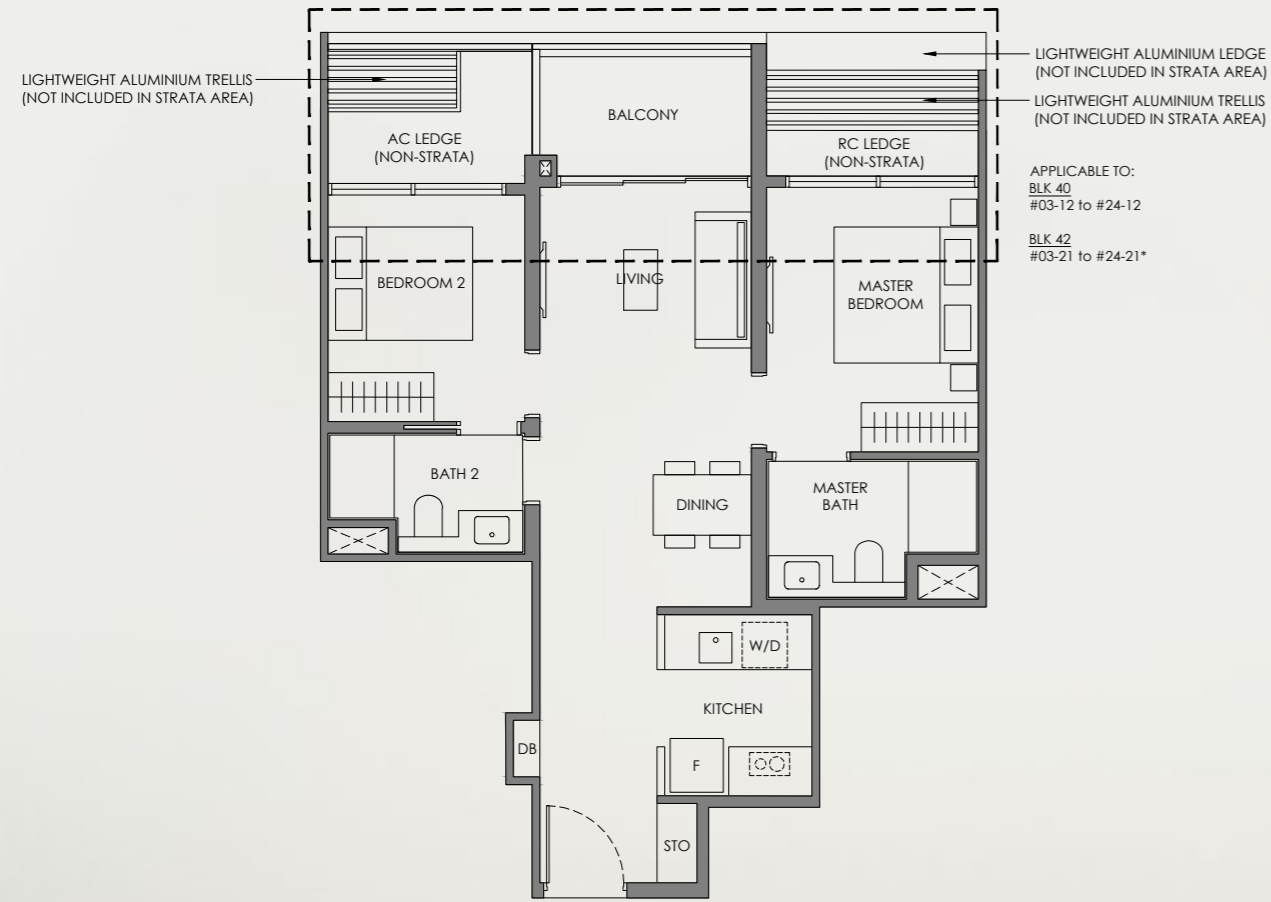 LIGHTWEIGHT ALUMINIUM TRELLIS
(NOT INCLUDED IN STRATA AREA)
LIGHTWEIGHT ALUMINIUM LEDGE
(NOT INCLUDED IN STRATA AREA)
LIGHTWEIGHT ALUMINIUM TRELLIS
(NOT INCLUDED IN STRATA AREA)
BALCONY
AC LEDGE
(NON-STRATA)
RC LEDGE
(NON-STRATA)
APPLICABLE TO:
BLK 40
#03-12 to #24-12
BLK 42
#03-21 to #24-21*
BEDROOM 2
LIVING
MASTER
BEDROOM
BATH 2
DINING
MASTER
BATH
W/D
KITCHEN
DB
F
STO